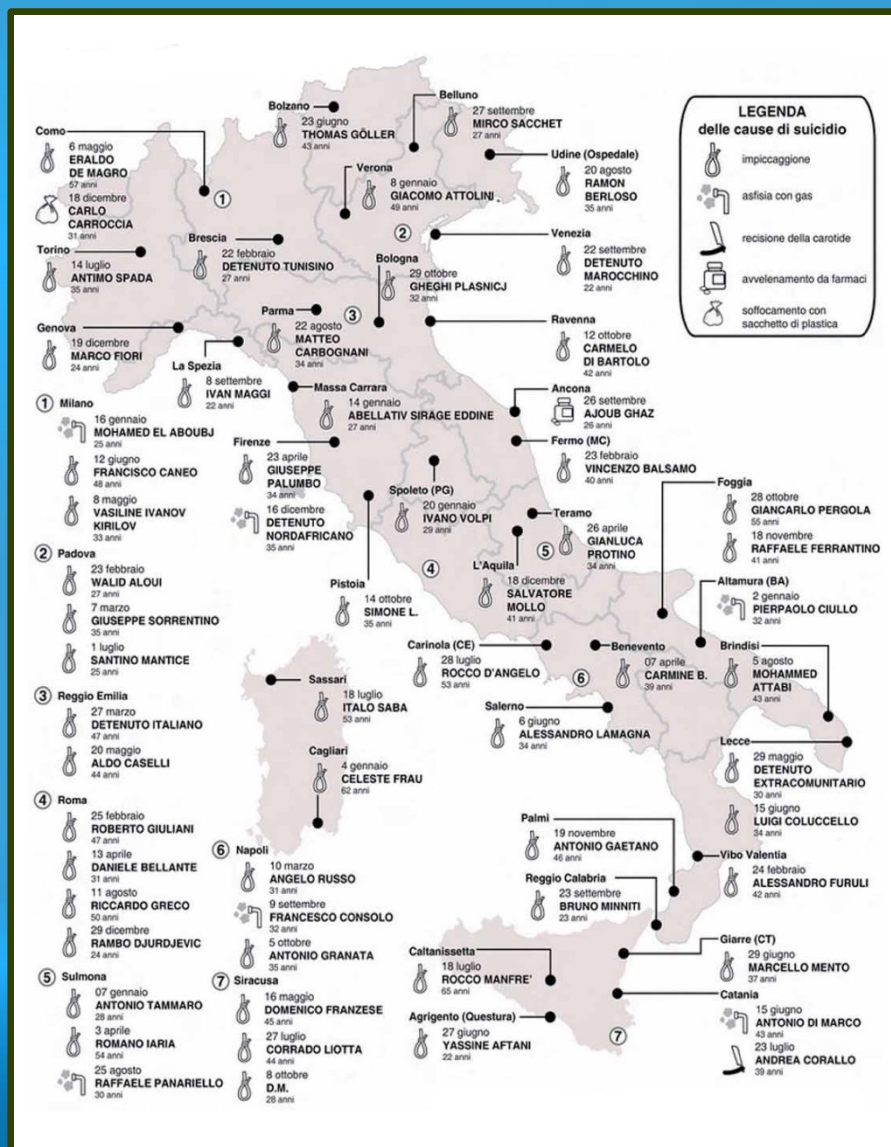 LEGENDA
delle cause di suicidio
impiccaggione
asfisia con gas
recisione della carotide
avvelenamento da farmaci
soffocamento con
sacchetto di plastica
Como
6 maggio
ERALDO
DE MAGRO
57 anni
18 dicembre
CARLO
CARROCCIA
31 anni
Bolzano
23 giugno
THOMAS GÖLLER
43 anni
Belluno
27 settembre
MIRCO SACCHET
27 anni
Udine (Ospedale)
20 agosto
RAMON
BERLOSO
35 anni
Verona
8 gennaio
GIACOMO ATTOLINI
49 anni
1
2
Torino
14 luglio
ANTIMO SPADA
35 anni
Brescia
22 febbraio
DETENUTO TUNISINO
27 anni
Bologna
29 ottobre
GHEGHI PLASNICJ
32 anni
Venezia
22 settembre
DETENUTO
MAROCCHINO
22 anni
Genova
19 dicembre
MARCO FIORI
24 anni
Parma
22 agosto
MATTEO
CARBOGNANI
34 anni
3
Ravenna
12 ottobre
CARMELO
DI BARTOLO
42 anni
La Spezia
8 settembre
IVAN MAGGI
22 anni
Massa Carrara
14 gennaio
ABELLATIV SIRAGE EDDINE
27 anni
Ancona
26 settembre
AJOUB GHAZ
26 anni
Fermo (MC)
23 febbraio
VINCENZO BALSAMO
40 anni
1 Milano
16 gennaio
MOHAMED EL ABOUBJ
25 anni
12 giugno
FRANCISCO CANEO
48 anni
8 maggio
VASILINE IVANOV
KIRILOV
33 anni
Firenze
23 aprile
GIUSEPPE
PALUMBO
34 anni
16 dicembre
DETENUTO
NORDAFRICANO
35 anni
Spoleto (PG)
20 gennaio
IVANO VOLPI
29 anni
Teramo
26 aprile
GIANLUCA
PROTINO
34 anni
Foggia
28 ottobre
GIANCARLO PERGOLA
55 anni
18 novembre
RAFFAELE FERRANTINO
41 anni
2 Padova
23 febbraio
WALID ALOUI
27 anni
7 marzo
GIUSEPPE SORRENTINO
35 anni
1 luglio
SANTINO MANTICE
25 anni
Pistoia
14 ottobre
SIMONE L.
35 anni
4
L'Aquila
18 dicembre
SALVATORE
MOLLO
41 anni
5
Altamura (BA)
2 gennaio
PIERPAOLO CIULLO
32 anni
Carinola (CE)
28 luglio
ROCCO D'ANGELO
53 anni
Benevento
07 aprile
CARMINE B.
39 anni
6
Brindisi
5 agosto
MOHAMMED
ATTABI
43 anni
Sassari
18 luglio
ITALO SABA
53 anni
Salerno
6 giugno
ALESSANDRO LAMAGNA
34 anni
Lecce
29 maggio
DETENUTO
EXTRACOMUNITARIO
30 anni
15 giugno
LUIGI COLUCCELLO
34 anni
3 Reggio Emilia
27 marzo
DETENUTO ITALIANO
47 anni
20 maggio
ALDO CASELLI
44 anni
Cagliari
4 gennaio
CELESTE FRAU
62 anni
4 Roma
25 febbraio
ROBERTO GIULIANI
47 anni
13 aprile
DANIELE BELLANTE
31 anni
11 agosto
RICCARDO GRECO
50 anni
29 dicembre
RAMBO DJURDJEVIC
24 anni
6 Napoli
10 marzo
ANGELO RUSSO
31 anni
9 settembre
FRANCESCO CONSOLO
32 anni
5 ottobre
ANTONIO GRANATA
35 anni
Palmi
19 novembre
ANTONIO GAETANO
46 anni
Vibo Valentia
24 febbraio
ALESSANDRO FURULI
42 anni
Reggio Calabria
23 settembre
BRUNO MINNITI
23 anni
5 Sulmona
07 gennaio
ANTONIO TAMMARO
28 anni
3 aprile
ROMANO IARIA
54 anni
25 agosto
RAFFAELE PANARIELLO
30 anni
7 Siracusa
16 maggio
DOMENICO FRANZESE
45 anni
27 luglio
CORRADO LIOTTA
44 anni
8 ottobre
D.M.
28 anni
Caltanissetta
18 luglio
ROCCO MANFRE'
65 anni
Agrigento (Questura)
27 giugno
YASSINE AFTANI
22 anni
7
Giarre (CT)
29 giugno
MARCELLO MENTO
37 anni
Catania
15 giugno
ANTONIO DI MARCO
43 anni
23 luglio
ANDREA CORALLO
39 anni